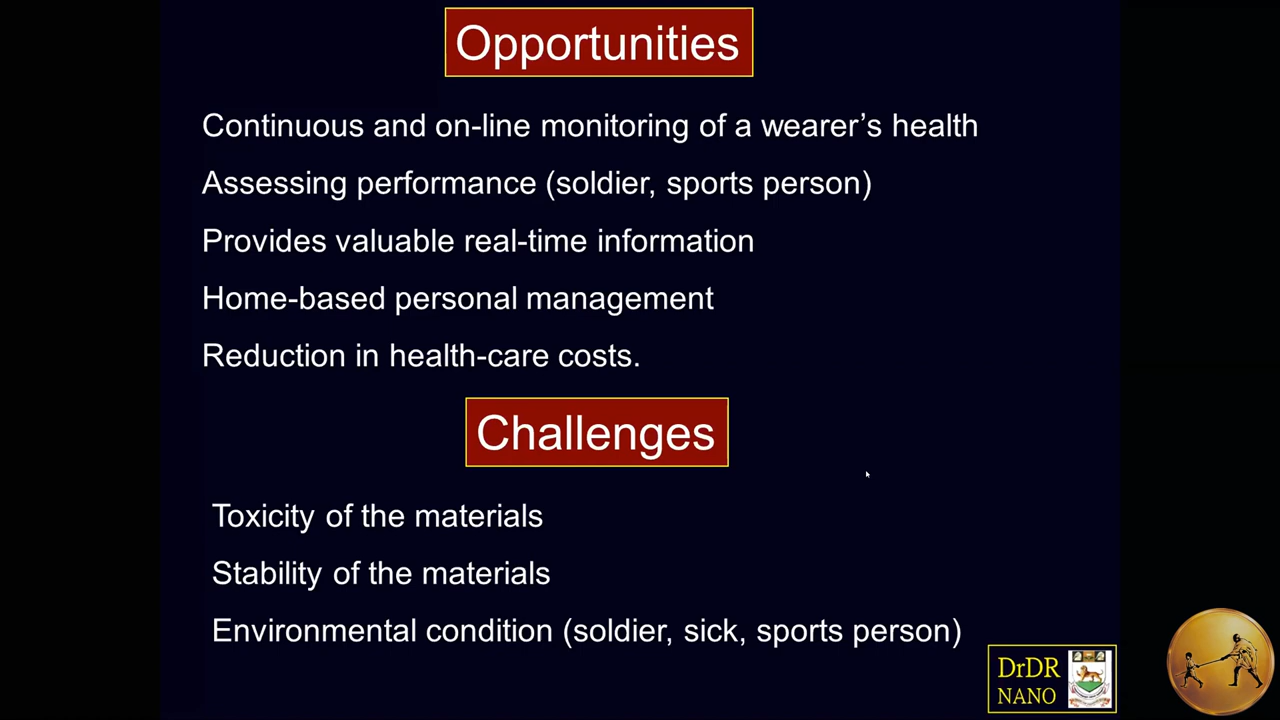 Opportunities
Continuous and on-line monitoring of a wearer’s health
Assessing performance (soldier, sports person)
Provides valuable real-time information
Home-based personal management
Reduction in health-care costs.
Challenges
Toxicity of the materials
Stability of the materials
Environmental condition (soldier, sick, sports person)
DrDR
NANO